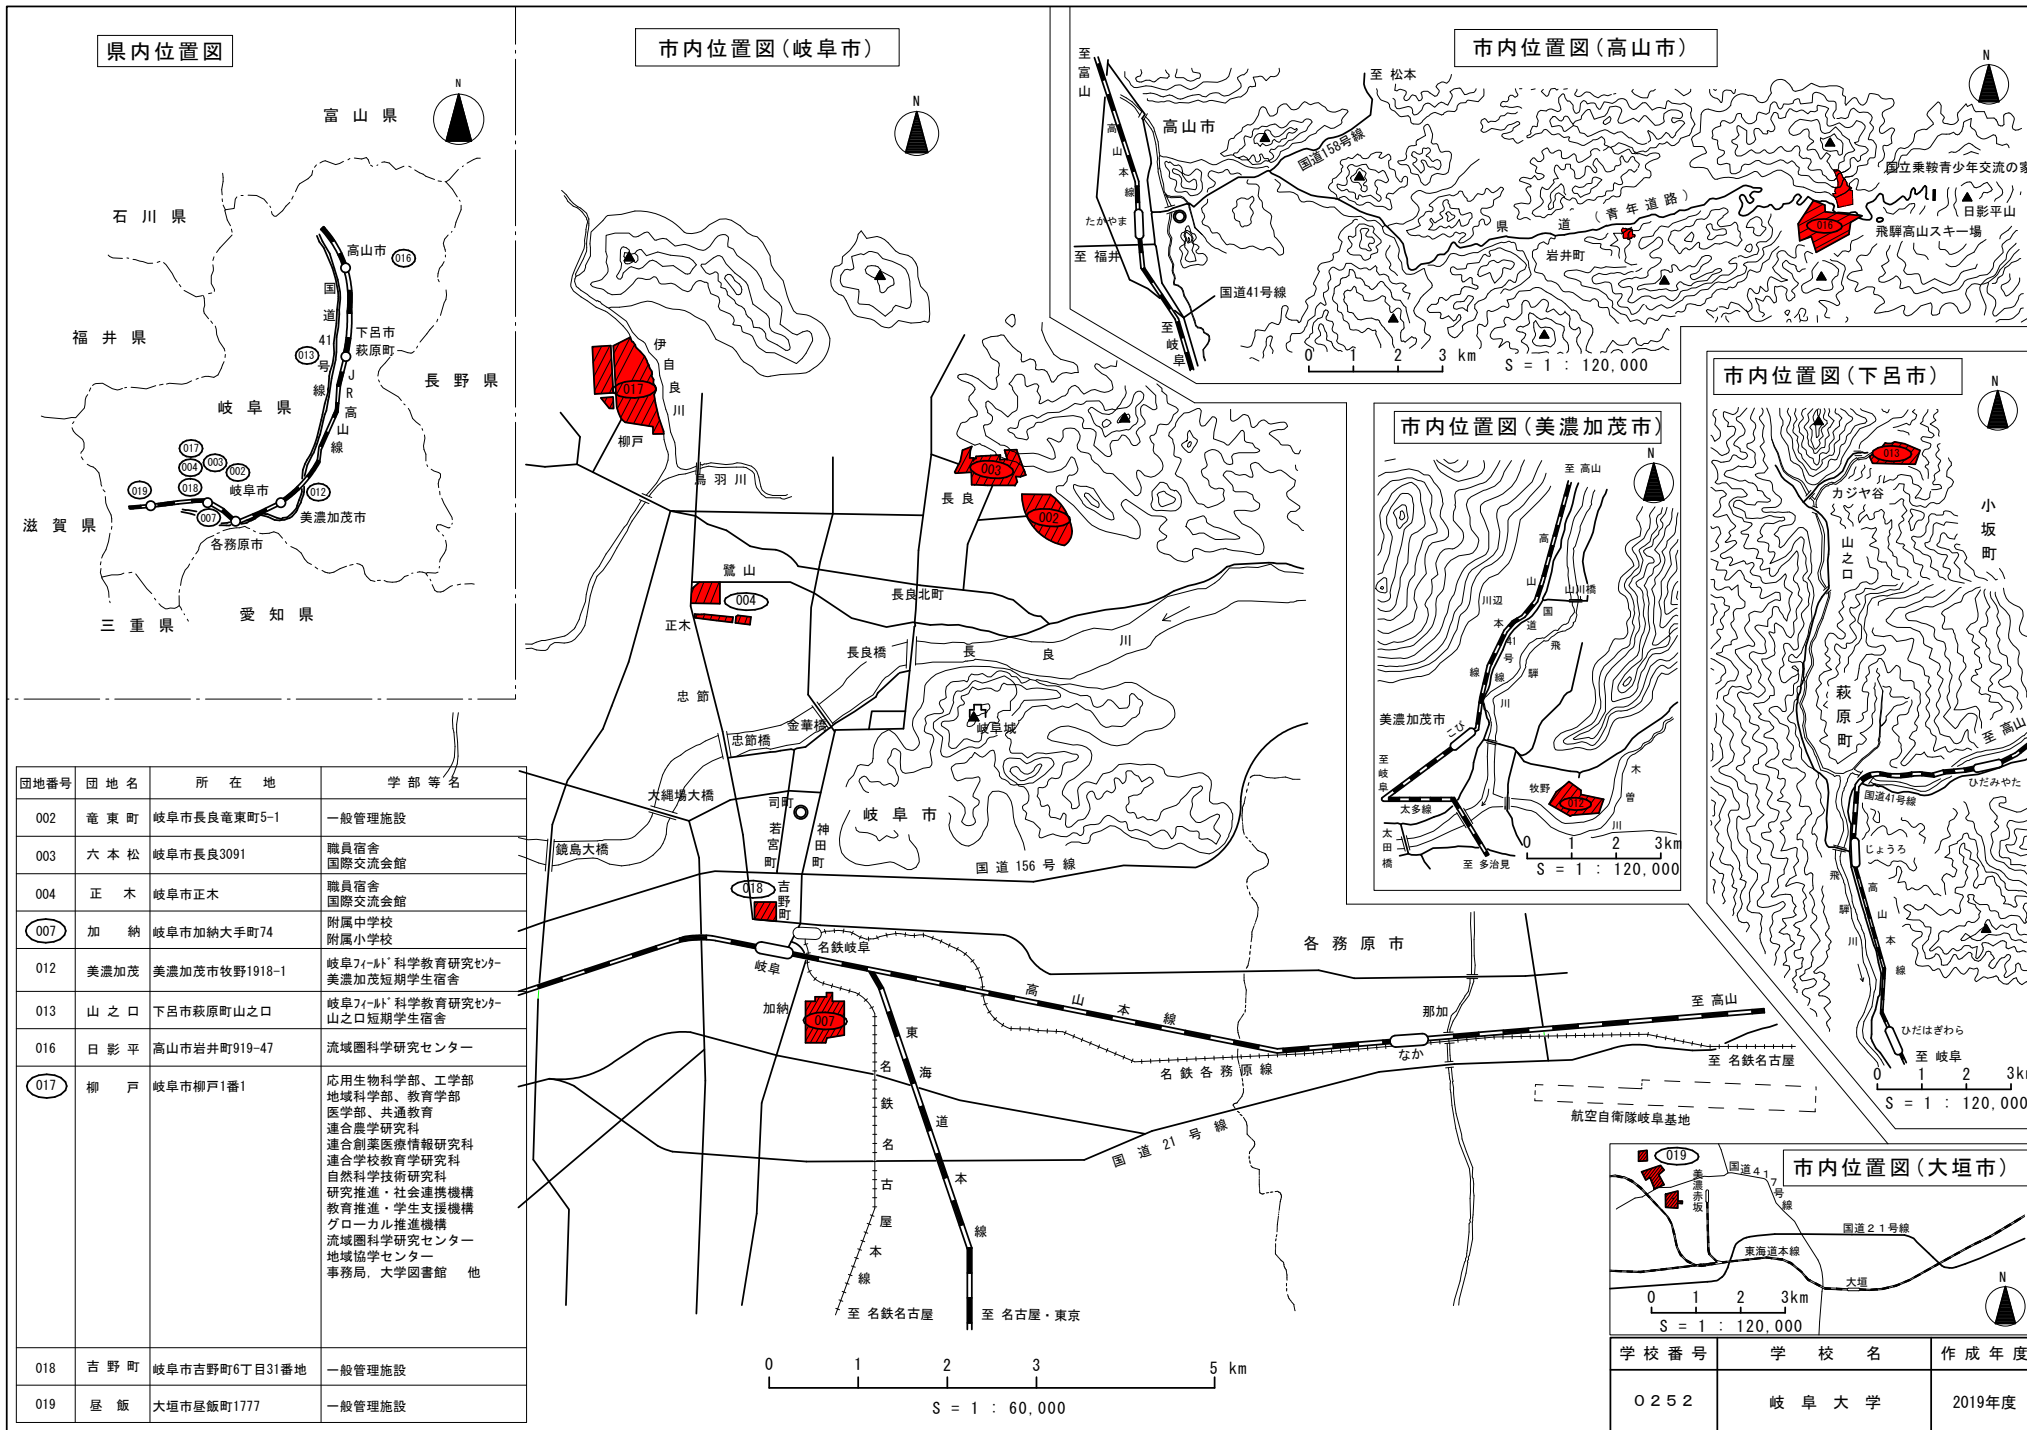 県内位置図
N
富山県
石川県
高山市
016
国道41号線
福井県
下呂市
萩原町
013
JR高山線
長野県
岐阜県
017
004
003
002
018
岐阜市
019
012
007
美濃加茂市
滋賀県
各務原市
愛知県
三重県
市内位置図(岐阜市)
N
伊自良川
017
柳戸
鳥羽川
003
長良
002
鷺山
004
長良北町
正木
長良橋
長良川
忠節
金華橋
岐阜城
忠節橋
大縄場大橋
司町
若宮町
神田町
岐阜市
鏡島大橋
国道156号線
018
吉野町
名鉄岐阜
岐阜
各務原市
加納
007
高山本線
那加
至 高山
なか
東海道本線
名鉄名古屋本線
名鉄各務原線
至 名鉄名古屋
航空自衛隊岐阜基地
国道21号線
至 名鉄名古屋
至 名古屋・東京
0 1 2 3 5 km
S = 1 : 60,000
市内位置図(高山市)
N
至富山
至 松本
高山市
高山本線
国道158号線
国立乗鞍青少年交流の家
日影平山
たかやま
県道(青年道路)
016
飛騨高山スキー場
至 福井
岩井町
国道41号線
至岐阜
0 1 2 3 km
S = 1 : 120,000
市内位置図(美濃加茂市)
N
至 高山
高山本線
川辺
山川橋
国道41号線
飛騨川
美濃加茂市
こび
至岐阜
牧野
012
木曽川
太多線
太田橋
至 多治見
0 1 2 3km
S = 1 : 120,000
市内位置図(下呂市)
N
013
カジヤ谷
小坂町
山之口
萩原町
至 高山
ひだみやた
国道41号線
じょうろ
飛騨川
高山本線
ひだはぎわら
至 岐阜
0 1 2 3km
S = 1 : 120,000
市内位置図(大垣市)
019
美濃赤坂
国道417号線
国道21号線
東海道本線
大垣
N
0 1 2 3km
S = 1 : 120,000
団地番号 団地名 所在地 学部等名
002 竜東町 岐阜市長良竜東町5-1 一般管理施設
003 六本松 岐阜市長良3091 職員宿舎
国際交流会館
004 正木 岐阜市正木 職員宿舎
国際交流会館
007 加納 岐阜市加納大手町74 附属中学校
附属小学校
012 美濃加茂 美濃加茂市牧野1918-1 岐阜フィールド科学教育研究センター
美濃加茂短期学生宿舎
013 山之口 下呂市萩原町山之口 岐阜フィールド科学教育研究センター
山之口短期学生宿舎
016 日影平 高山市岩井町919-47 流域圏科学研究センター
017 柳戸 岐阜市柳戸1番1 応用生物科学部、工学部
地域科学部、教育学部
医学部、共通教育
連合農学研究科
連合創薬医療情報研究科
連合学校教育学研究科
自然科学技術研究科
研究推進・社会連携機構
教育推進・学生支援機構
グローカル推進機構
流域圏科学研究センター
地域協学センター
事務局、大学図書館 他
018 吉野町 岐阜市吉野町6丁目31番地 一般管理施設
019 昼飯 大垣市昼飯町1777 一般管理施設
学校番号 学校名 作成年度
0252 岐阜大学 2019年度